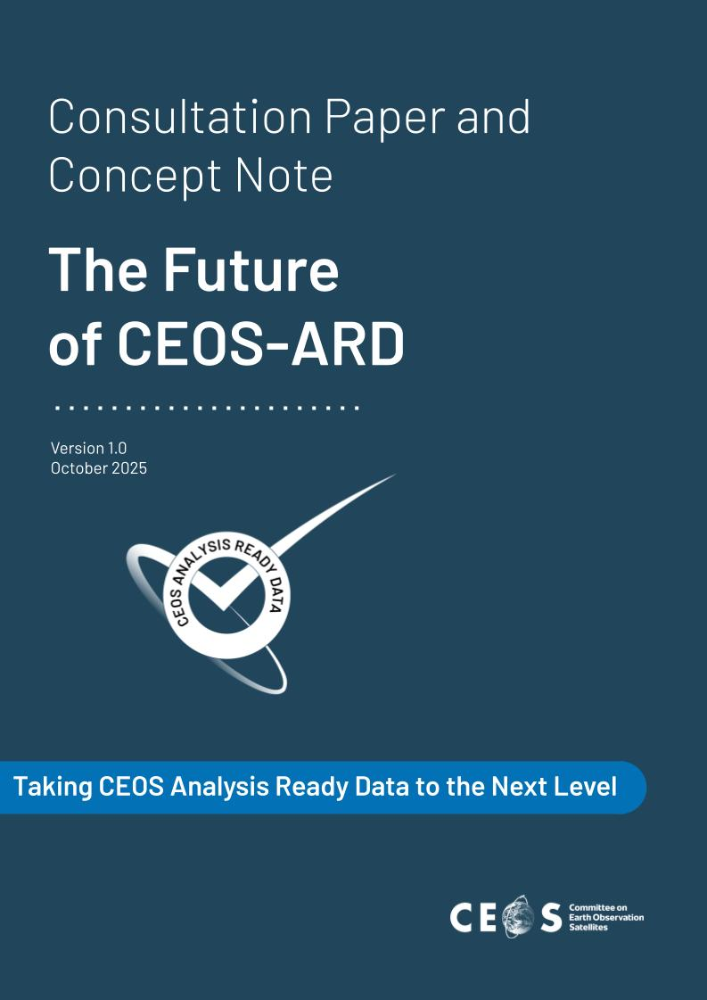 Consultation Paper and
Concept Note
The Future
of CEOS-ARD
Version 1.0
October 2025
CEOS ANALYSIS READY DATA
Taking CEOS Analysis Ready Data to the Next Level
CEOS
Committee on
Earth Observation
Satellites